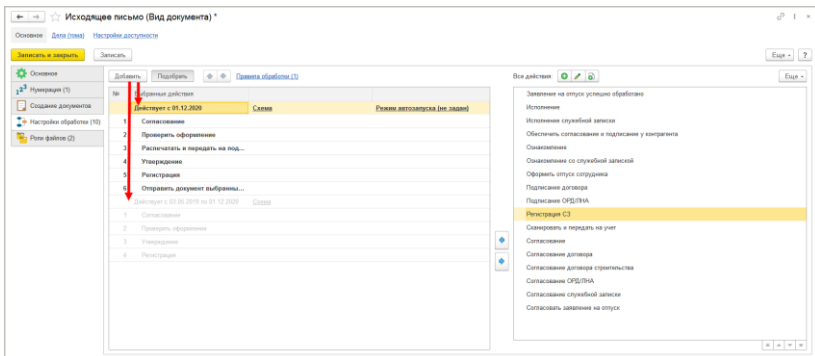 Исходящее письмо (Вид документа) *
Основное Дела (тома) Настройки доступности
Записать и закрыть Записать Еще - ?
Основное
Нумерация (1)
Создание документов
Настройки обработки (10)
Роли файлов (2)
Добавить Подобрать Правила обработки (1)
№ Выбранные действия
Действует с 01.12.2020 Схема Режим автозапуска (не задан)
1 Согласование
2 Проверить оформление
3 Распечатать и передать на под...
4 Утверждение
5 Регистрация
6 Отправить документ выбранны...
Действует с 03.05.2019 по 01.12.2020 Схема
1 Согласование
2 Проверить оформление
3 Утверждение
4 Регистрация
Все действия: Еще -
Заявление на отпуск успешно обработано
Исполнение
Исполнение служебной записки
Обеспечить согласование и подписание у контрагента
Ознакомление
Ознакомление со служебной запиской
Оформить отпуск сотрудника
Подписание договора
Подписание ОРД/ЛНА
Регистрация СЗ
Сканировать и передать на учет
Согласование
Согласование договора
Согласование договора строительства
Согласование ОРД/ЛНА
Согласование служебной записки
Согласовать заявление на отпуск